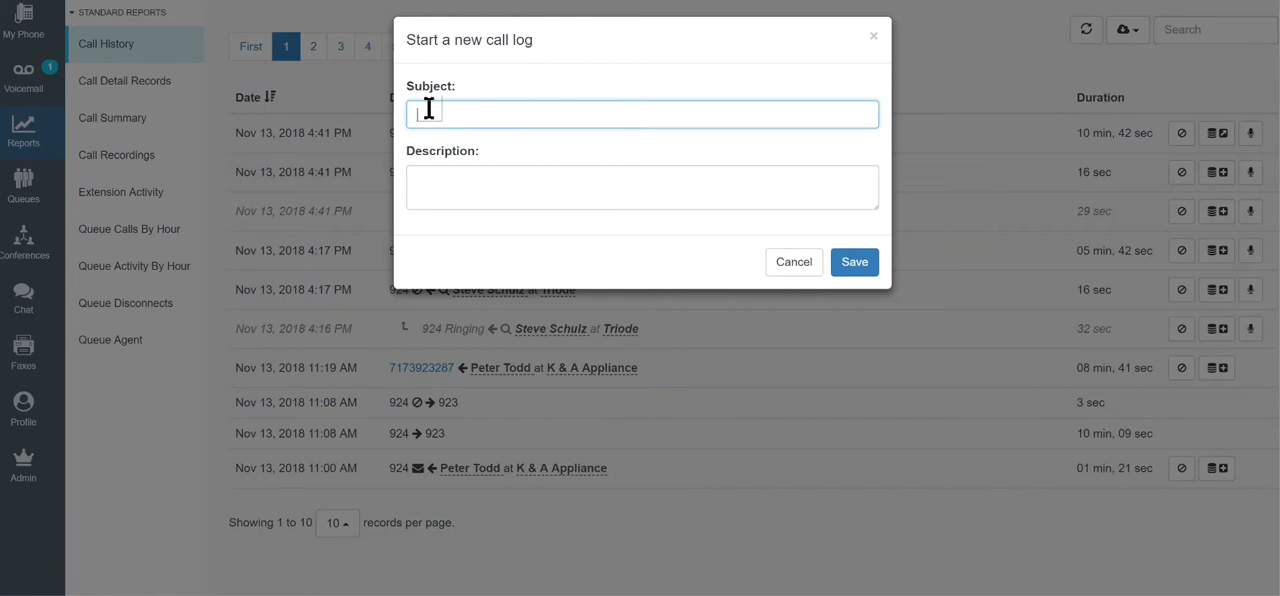 My Phone
Voicemail 1
Reports
Queues
Conferences
Chat
Faxes
Profile
Admin
STANDARD REPORTS
Call History
Call Detail Records
Call Summary
Call Recordings
Extension Activity
Queue Calls By Hour
Queue Activity By Hour
Queue Disconnects
Queue Agent
First 1 2 3 4
Search
Start a new call log ×
Subject:
Description:
Cancel Save
Date Duration
Nov 13, 2018 4:41 PM 10 min, 42 sec
Nov 13, 2018 4:41 PM 16 sec
Nov 13, 2018 4:41 PM 29 sec
Nov 13, 2018 4:17 PM 05 min, 42 sec
Nov 13, 2018 4:17 PM 924 Steve Schulz at Triode 16 sec
Nov 13, 2018 4:16 PM 924 Ringing Steve Schulz at Triode 32 sec
Nov 13, 2018 11:19 AM 7173923287 Peter Todd at K & A Appliance 08 min, 41 sec
Nov 13, 2018 11:08 AM 924 923 3 sec
Nov 13, 2018 11:08 AM 924 923 10 min, 09 sec
Nov 13, 2018 11:00 AM 924 Peter Todd at K & A Appliance 01 min, 21 sec
Showing 1 to 10 10 records per page.